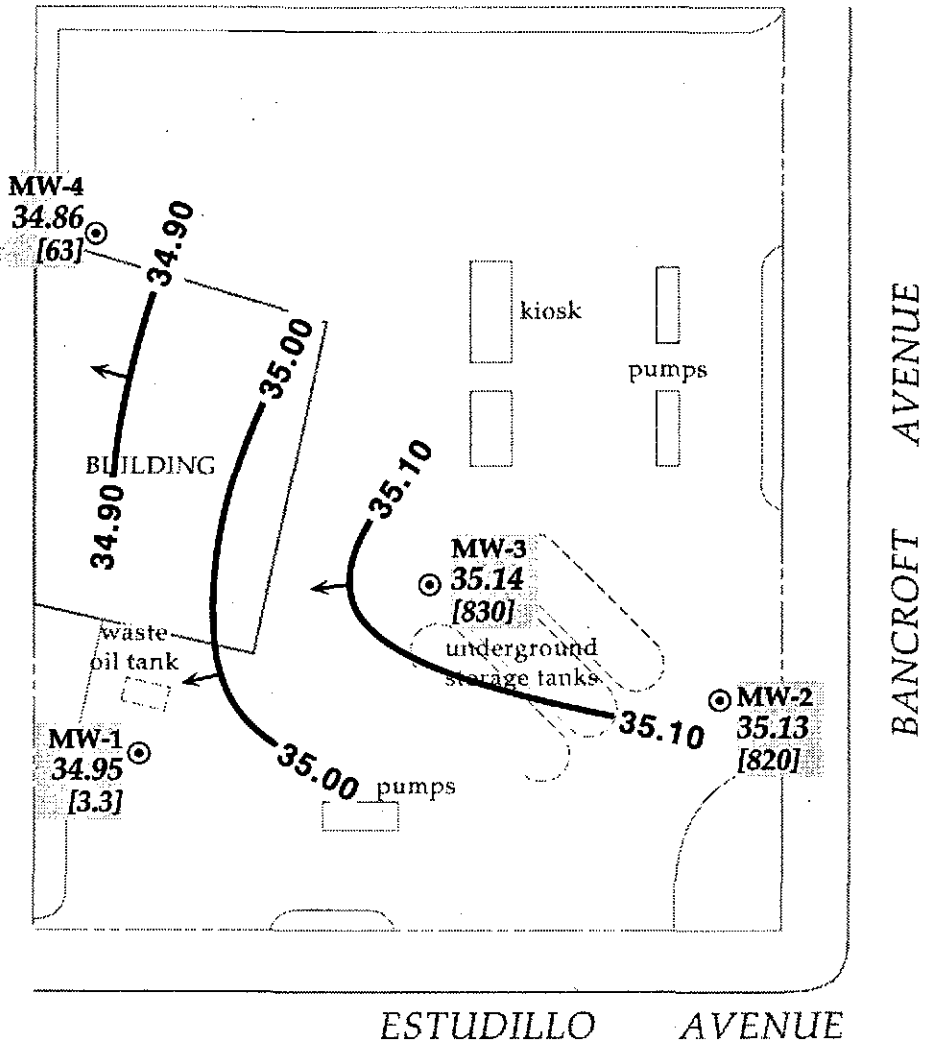 MW-4
34.86
[63]
34.90
35.00
kiosk
pumps
BUILDING
34.90
35.10
MW-3
35.14
[830]
waste
oil tank
underground
storage tanks
MW-2
35.13
[820]
35.10
MW-1
34.95
[3.3]
35.00
pumps
BANCROFT AVENUE
ESTUDILLO AVENUE